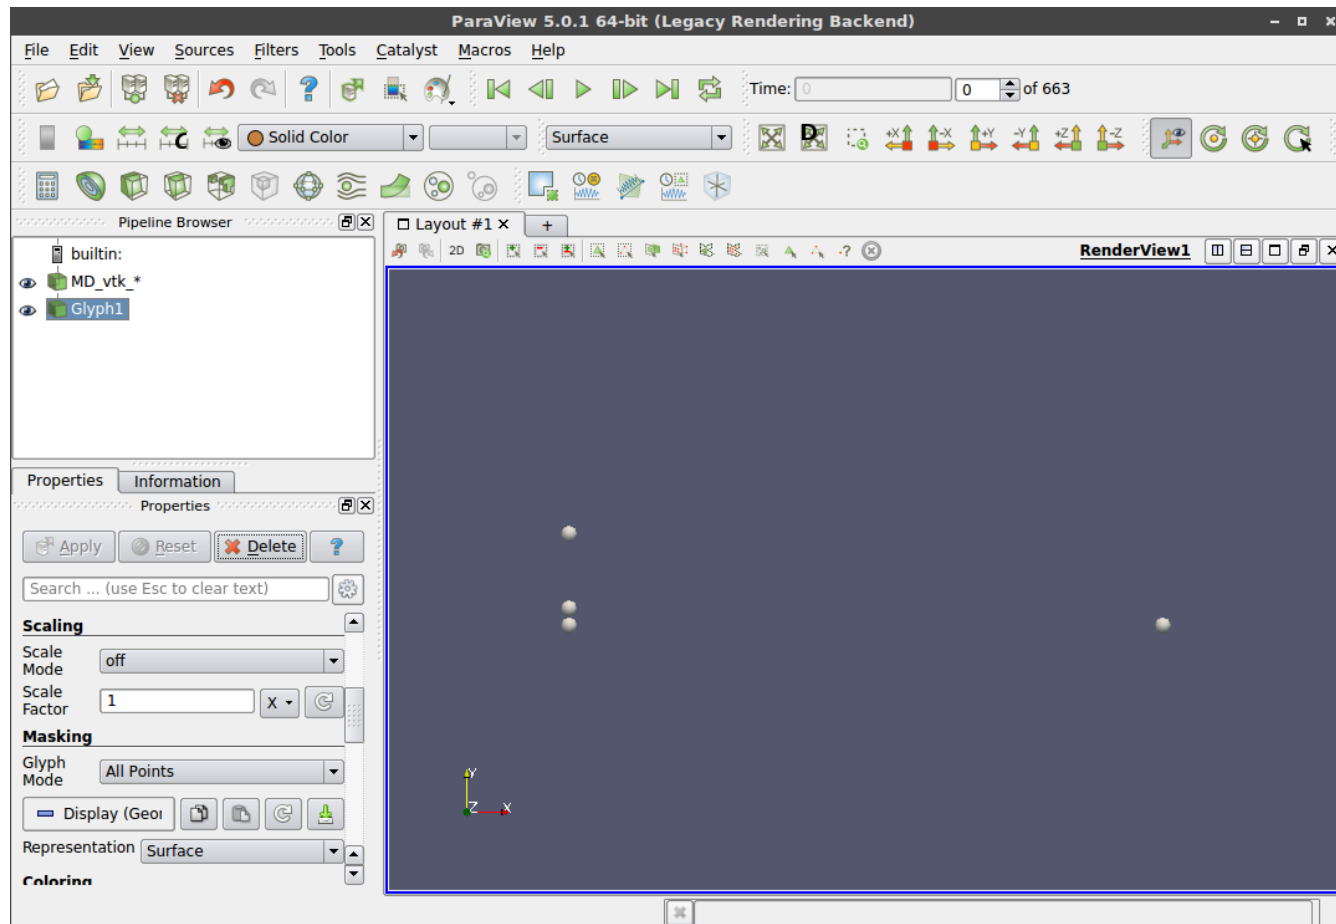 ParaView 5.0.1 64-bit (Legacy Rendering Backend)
File Edit View Sources Filters Tools Catalyst Macros Help
Time: 0 0 of 663
Solid Color Surface
+X -X +Y -Y +Z -Z
Pipeline Browser
Layout #1
2D
RenderView1
builtin:
MD_vtk_*
Glyph1
Properties Information
Properties
Apply Reset Delete ?
Search ... (use Esc to clear text)
Scaling
Scale
Mode
off
Scale
Factor
1 X
Masking
Glyph
Mode
All Points
Display (Geor
Representation Surface
Coloring
Y
Z X